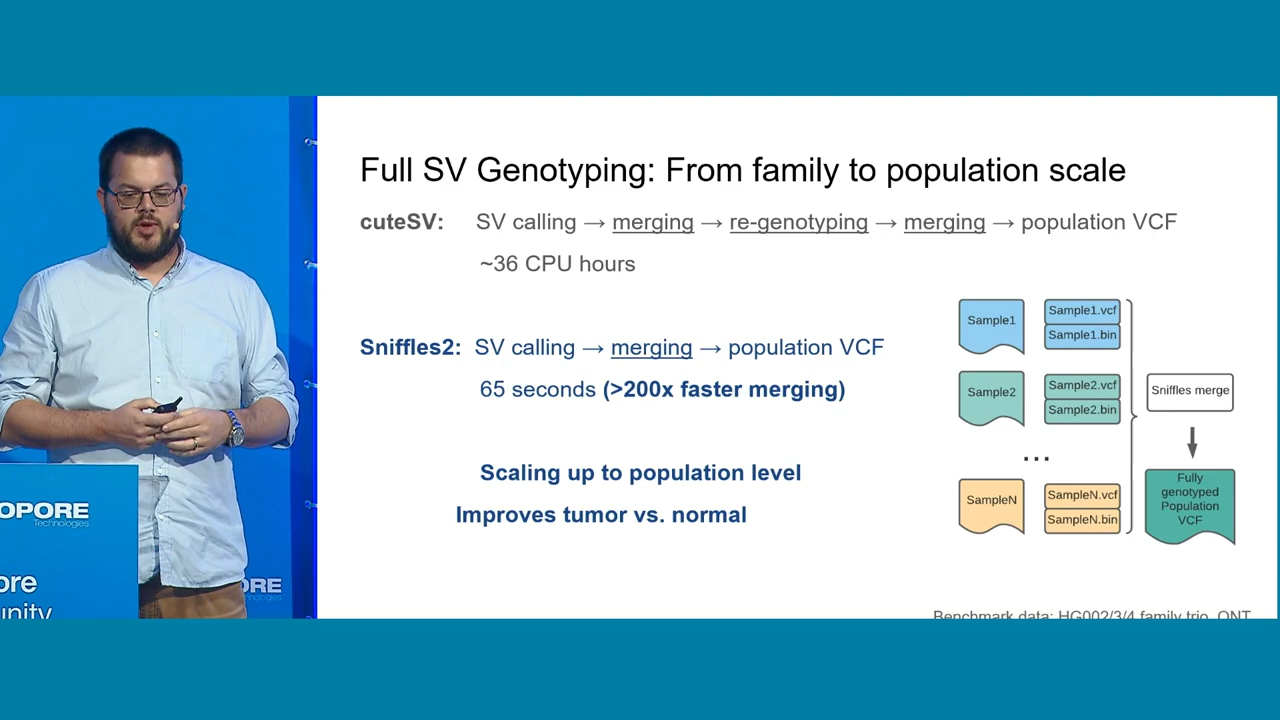 Full SV Genotyping: From family to population scale
cuteSV: SV calling → merging → re-genotyping → merging → population VCF
~36 CPU hours
Sniffles2: SV calling → merging → population VCF
65 seconds (>200x faster merging)
Scaling up to population level
Improves tumor vs. normal
Sample1
Sample1.vcf
Sample1.bin
Sample2
Sample2.vcf
Sample2.bin
...
SampleN
SampleN.vcf
SampleN.bin
Sniffles merge
Fully
genotyped
Population
VCF
Benchmark data: HG002/3/4 family trio, ONT
OPORE
Technologies
ore
unity
ORE